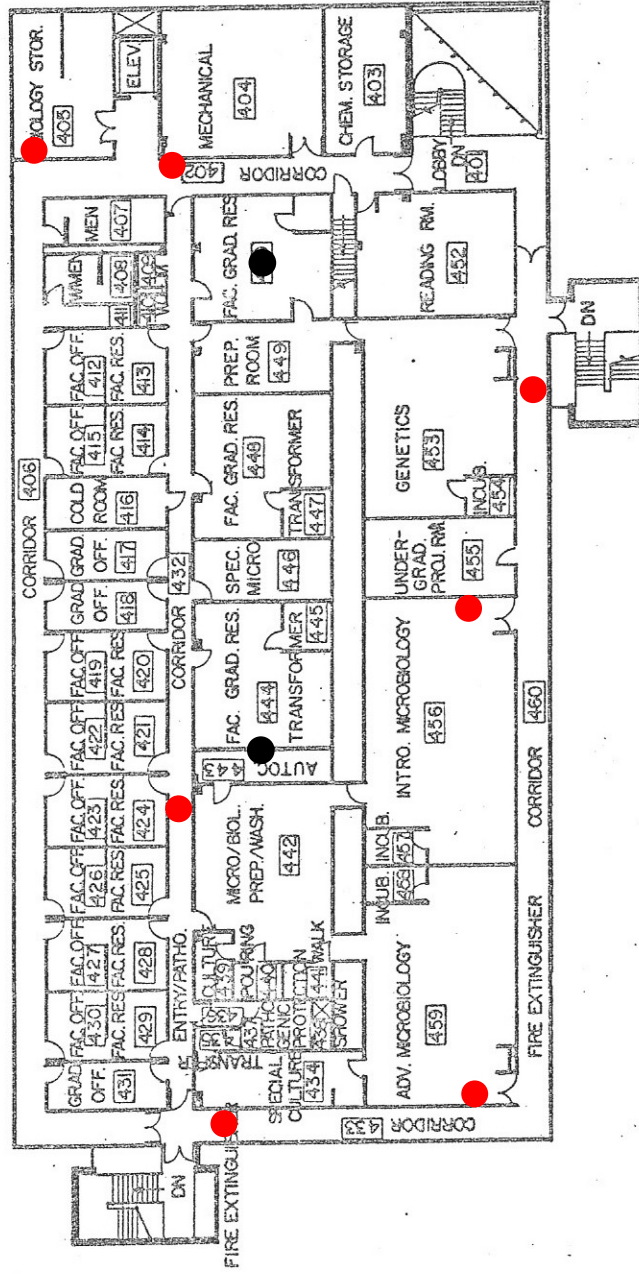 OLOGY STOR.
405
ELEV.
MECHANICAL
404
CHEM. STORAGE
403
CORRIDOR
402
LOBBY
DN
401
CORRIDOR
406
MEN
407
WMEN
408
409
411
FAC. OFF.
412
FAC. RES.
413
FAC. OFF
415
FAC. RES.
414
COLD
ROOM
416
GRAD.
OFF.
417
GRAD
OFF.
418
FAC. OFF
419
FAC. RES.
420
FAC. OFF
422
FAC. RES.
421
FAC. OFF.
423
FAC. RES.
424
FAC. OFF
426
FAC. RES.
425
FAC. OFF
427
FAC. RES.
428
FAC. OFF
430
FAC. RES
429
GRAD
OFF.
431
CORRIDOR
432
FAC. GRAD. RES
READING RM.
452
PREP.
ROOM
449
FAC. GRAD. RES.
448
TRANSFORMER
447
SPEC.
MICRO
446
FAC. GRAD. RES.
444
TRANSFORMER
445
AUTOC
443
MICRO/BIOL.
PREP/WASH.
442
ENTRY/PATHO.
CULTURE
439
POURING
440
WALK
441
PATHO
GENIC
PROTECTION
SHOWER
437
TRANS
SPECIAL
CULTURE
434
GENETICS
453
INCUB.
454
UNDER-
GRAD.
PROJ. RM.
455
INTRO. MICROBIOLOGY
456
INCUB.
457
INCUB.
458
ADV. MICROBIOLOGY
459
FIRE EXTINGUISHER CORRIDOR
460
CORRIDOR
433
FIRE EXTINGUISHER
DN
DN